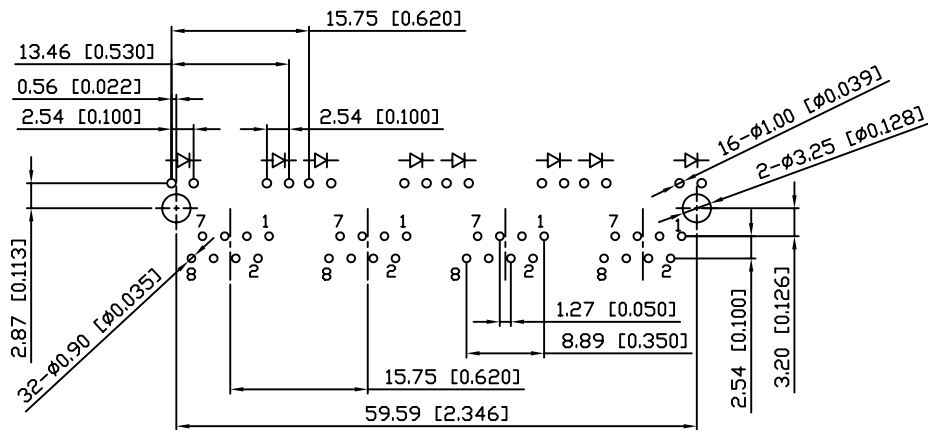 15.75 [0.620]
13.46 [0.530]
0.56 [0.022]
2.54 [0.100]
2.54 [0.100]
16-ø1.00 [ø0.039]
2-ø3.25 [ø0.128]
7 1 7 1 7 1 7 1
8 2 8 2 8 2 8 2
2.87 [0.113]
32-ø0.90 [ø0.035]
1.27 [0.050]
8.89 [0.350]
2.54 [0.100]
3.20 [0.126]
15.75 [0.620]
59.59 [2.346]